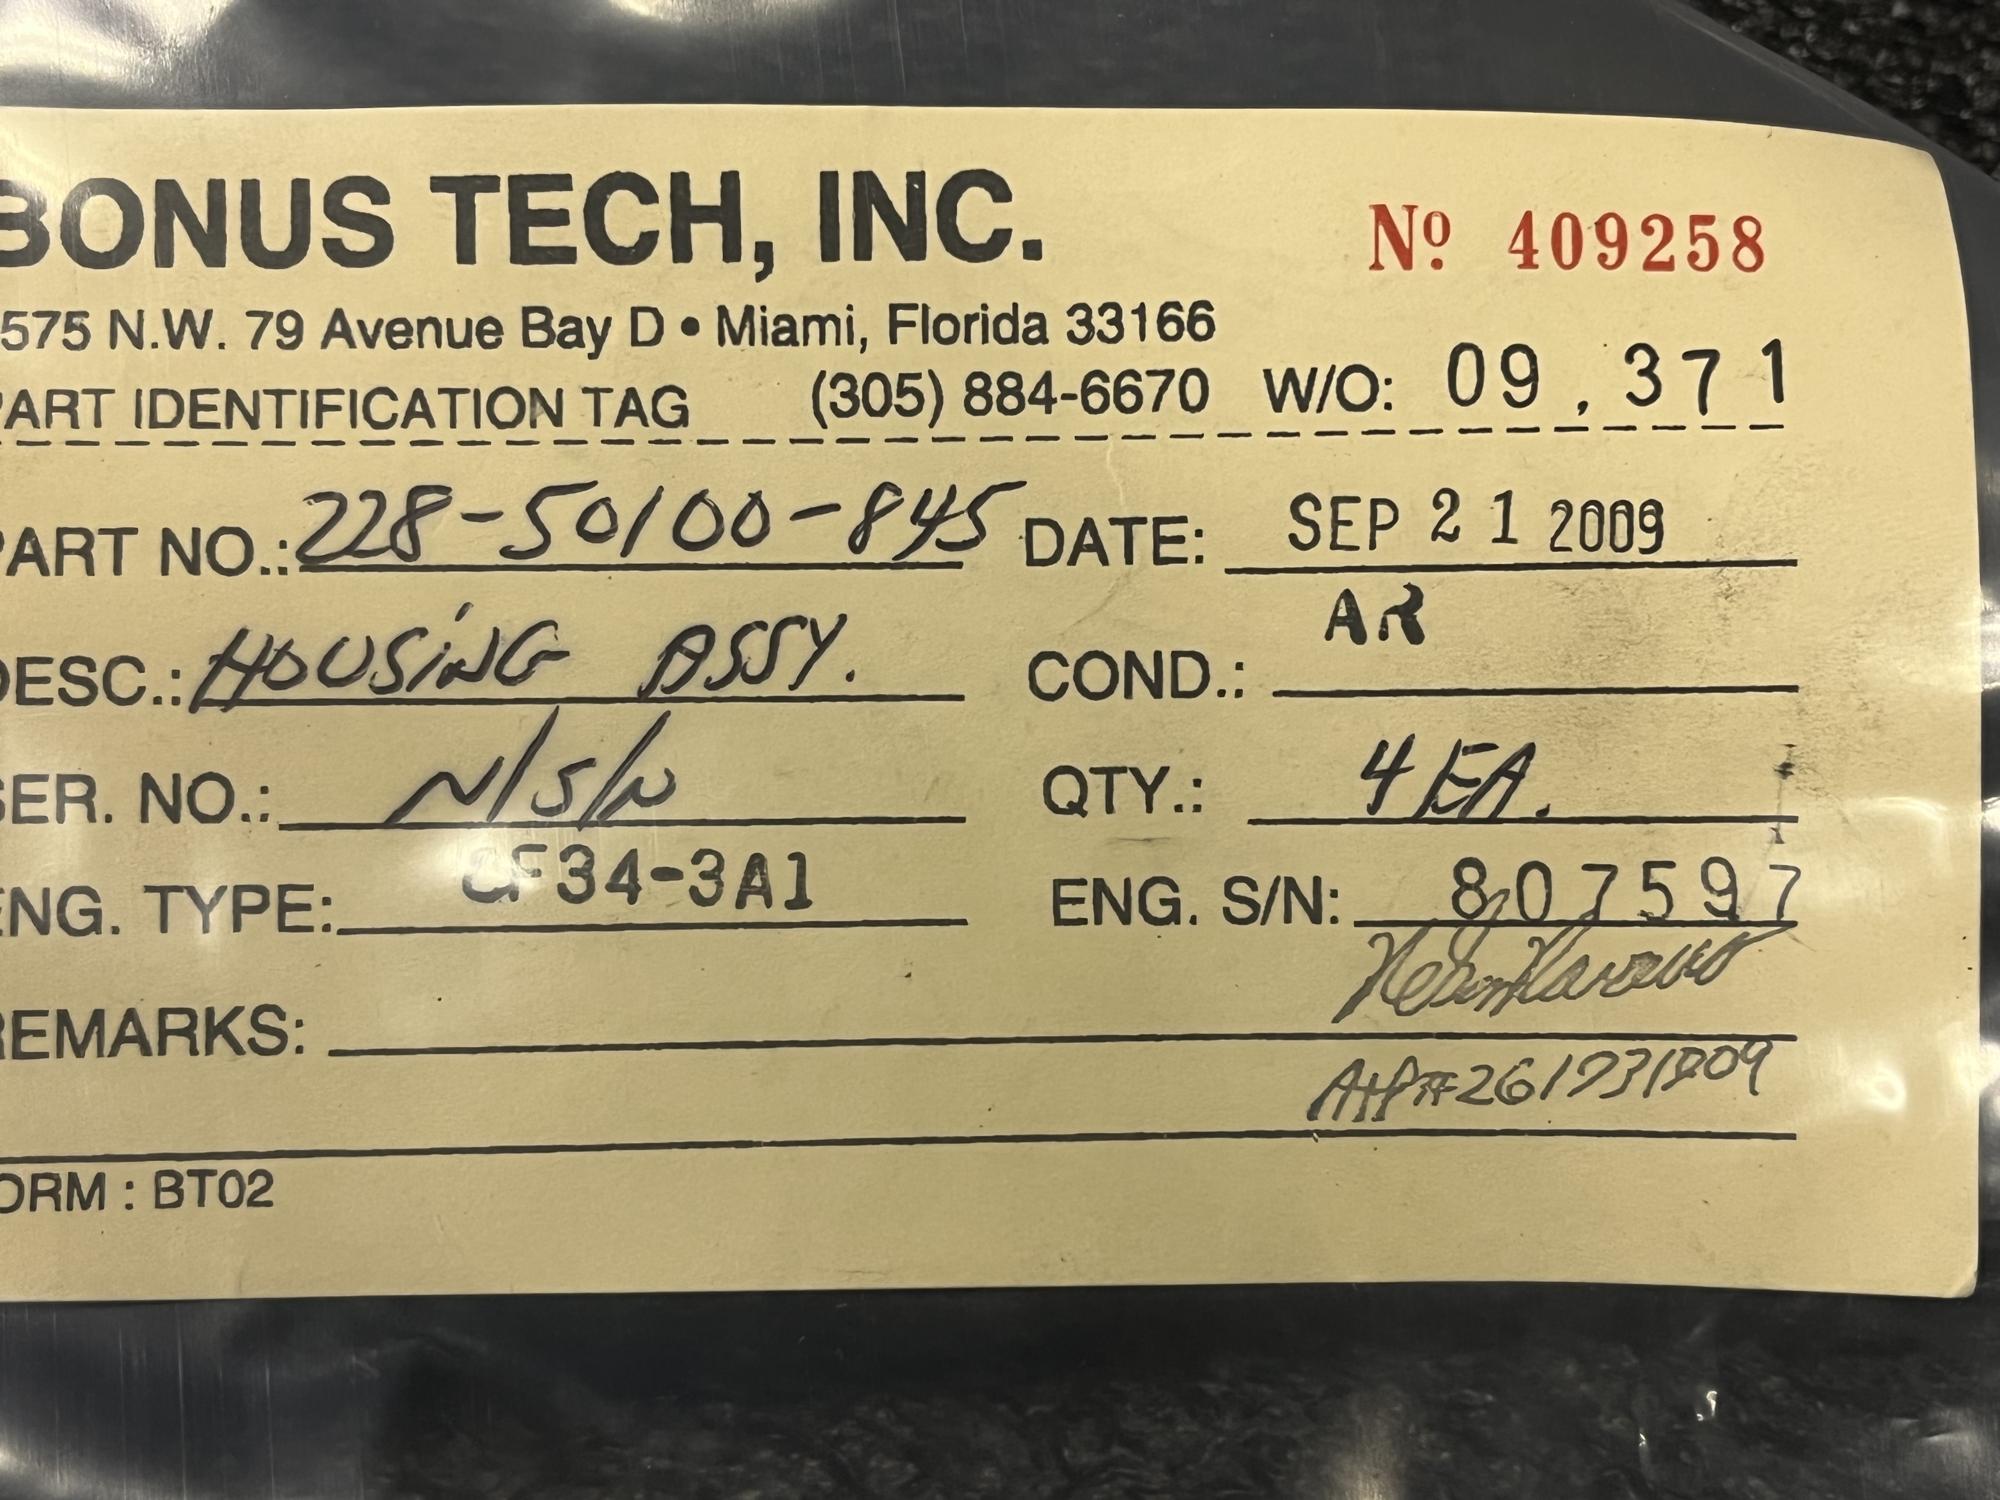 BONUS TECH, INC.
Nº 409258
575 N.W. 79 Avenue Bay D • Miami, Florida 33166
PART IDENTIFICATION TAG (305) 884-6670 W/O: 09.371
PART NO.: 228-50100-845 DATE: SEP 21 2009
DESC.: HOUSING ASSY. COND.: AR
SER. NO.: N/S/N QTY.: 4 EA.
ENG. TYPE: CF34-3A1 ENG. S/N: 807597
REMARKS:
FORM : BT02